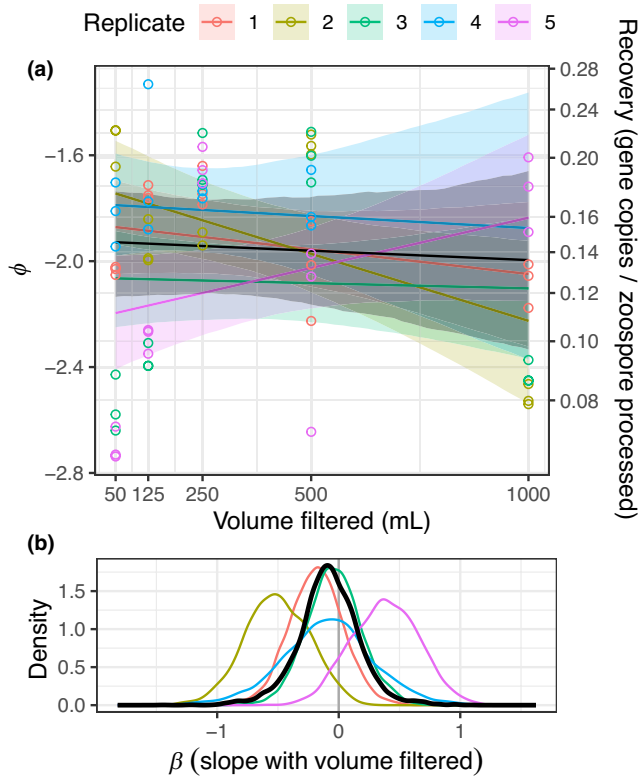 Replicate 1 2 3 4 5
(a)
0.28
0.24
−1.6
0.20
0.16
ϕ
−2.0
0.14
0.12
0.10
−2.4
0.08
−2.8
50 125 250 500 1000
Volume filtered (mL)
Recovery (gene copies / zoospore processed)
(b)
Density
1.5
1.0
0.5
0.0
−1 0 1
β (slope with volume filtered)